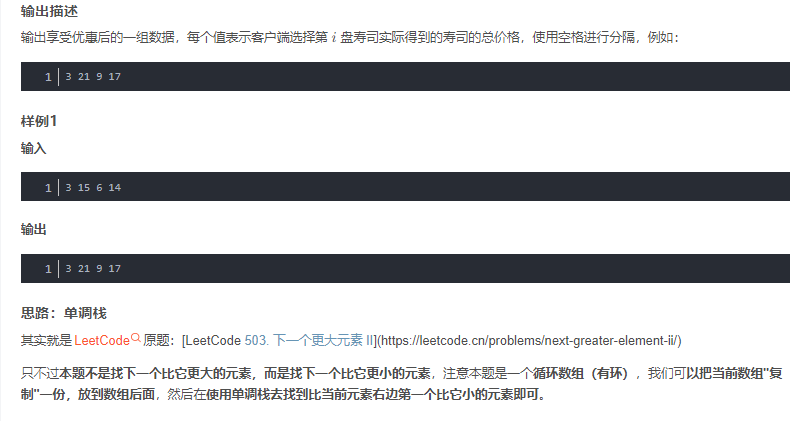 输出描述
输出享受优惠后的一组数据，每个值表示客户端选择第 i 盘寿司实际得到的寿司的总价格，使用空格进行分隔，例如：
1 3 21 9 17
样例1
输入
1 3 15 6 14
输出
1 3 21 9 17
思路：单调栈
其实就是 LeetCode 原题：[LeetCode 503. 下一个更大元素 II](https://leetcode.cn/problems/next-greater-element-ii/)
只不过本题不是找下一个比它更大的元素，而是找下一个比它更小的元素，注意本题是一个循环数组（有环），我们可以把当前数组"复
制"一份，放到数组后面，然后在使用单调栈去找到比当前元素右边第一个比它小的元素即可。